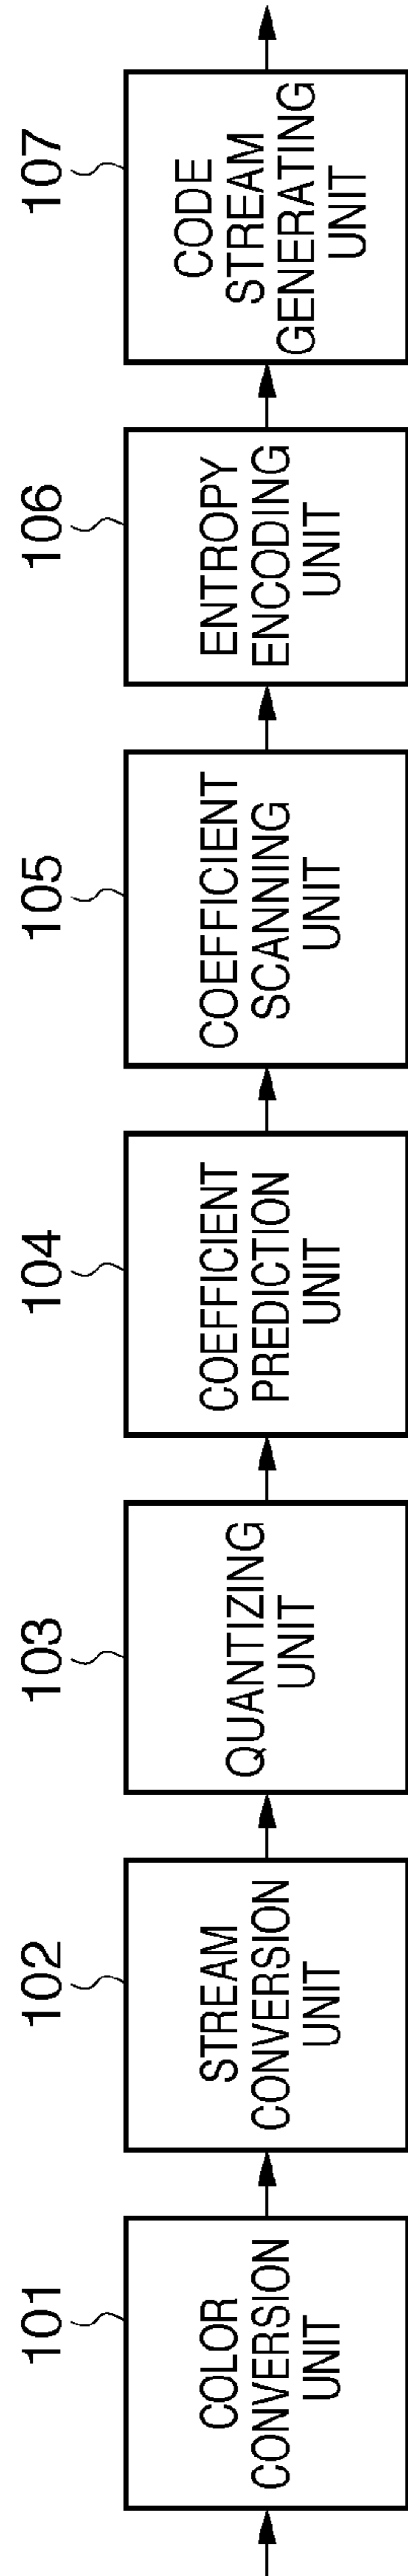 101
COLOR
CONVERSION
UNIT
102
STREAM
CONVERSION
UNIT
103
QUANTIZING
UNIT
104
COEFFICIENT
PREDICTION
UNIT
105
COEFFICIENT
SCANNING
UNIT
106
ENTROPY
ENCODING
UNIT
107
CODE
STREAM
GENERATING
UNIT